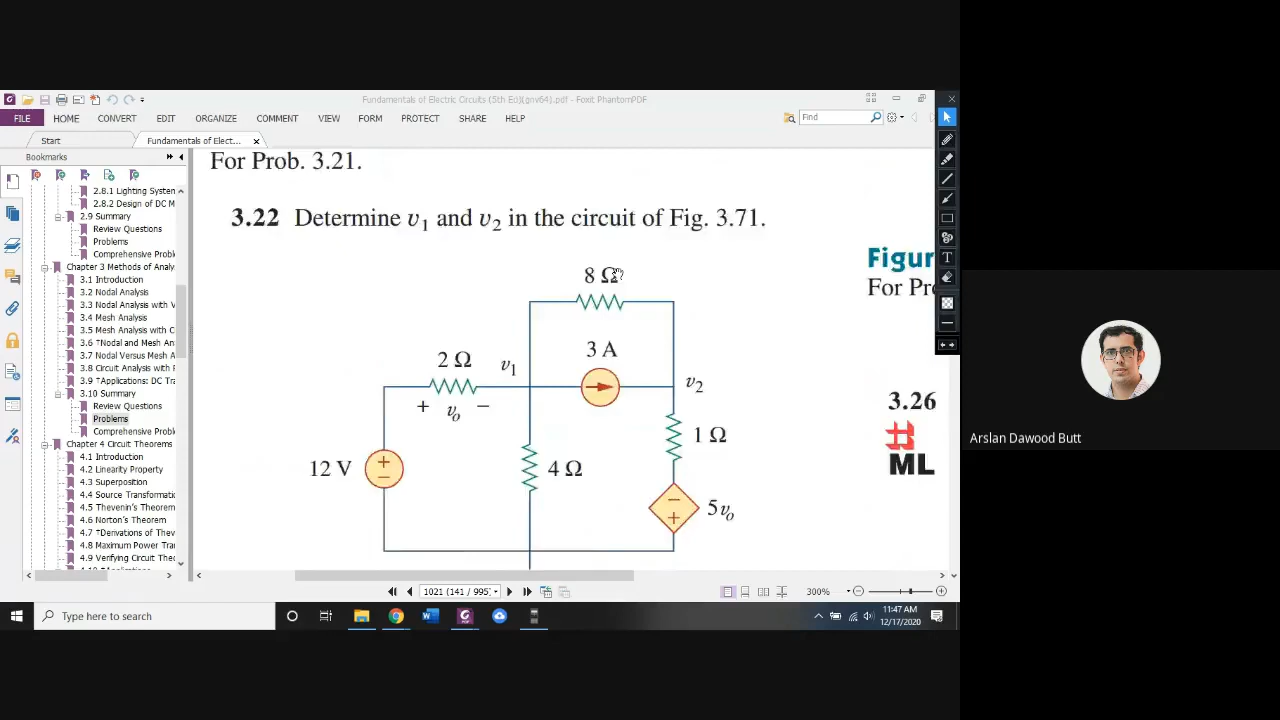 Fundamentals of Electric Circuits (5th Ed)(gnv64).pdf - Foxit PhantomPDF
FILE HOME CONVERT EDIT ORGANIZE COMMENT VIEW FORM PROTECT SHARE HELP
Find
Start
Fundamentals of Elect...
Bookmarks
2.8.1 Lighting System
2.8.2 Design of DC M
2.9 Summary
Review Questions
Problems
Comprehensive Probl
Chapter 3 Methods of Analy
3.1 Introduction
3.2 Nodal Analysis
3.3 Nodal Analysis with V
3.4 Mesh Analysis
3.5 Mesh Analysis with C
3.6 †Nodal and Mesh An
3.7 Nodal Versus Mesh A
3.8 Circuit Analysis with P
3.9 †Applications: DC Tr
3.10 Summary
Review Questions
Problems
Comprehensive Probl
Chapter 4 Circuit Theorems
4.1 Introduction
4.2 Linearity Property
4.3 Superposition
4.4 Source Transformatio
4.5 Thevenin's Theorem
4.6 Norton's Theorem
4.7 †Derivations of Thev
4.8 Maximum Power Tra
4.9 Verifying Circuit Theo
For Prob. 3.21.
3.22 Determine v1 and v2 in the circuit of Fig. 3.71.
8 Ω
3 A
2 Ω
v1
v2
+ vo −
1 Ω
12 V
+
−
4 Ω
−
+
5vo
Figur
For Pro
3.26
ML
1021 (141 / 995)
300%
Type here to search
11:47 AM
12/17/2020
Arslan Dawood Butt